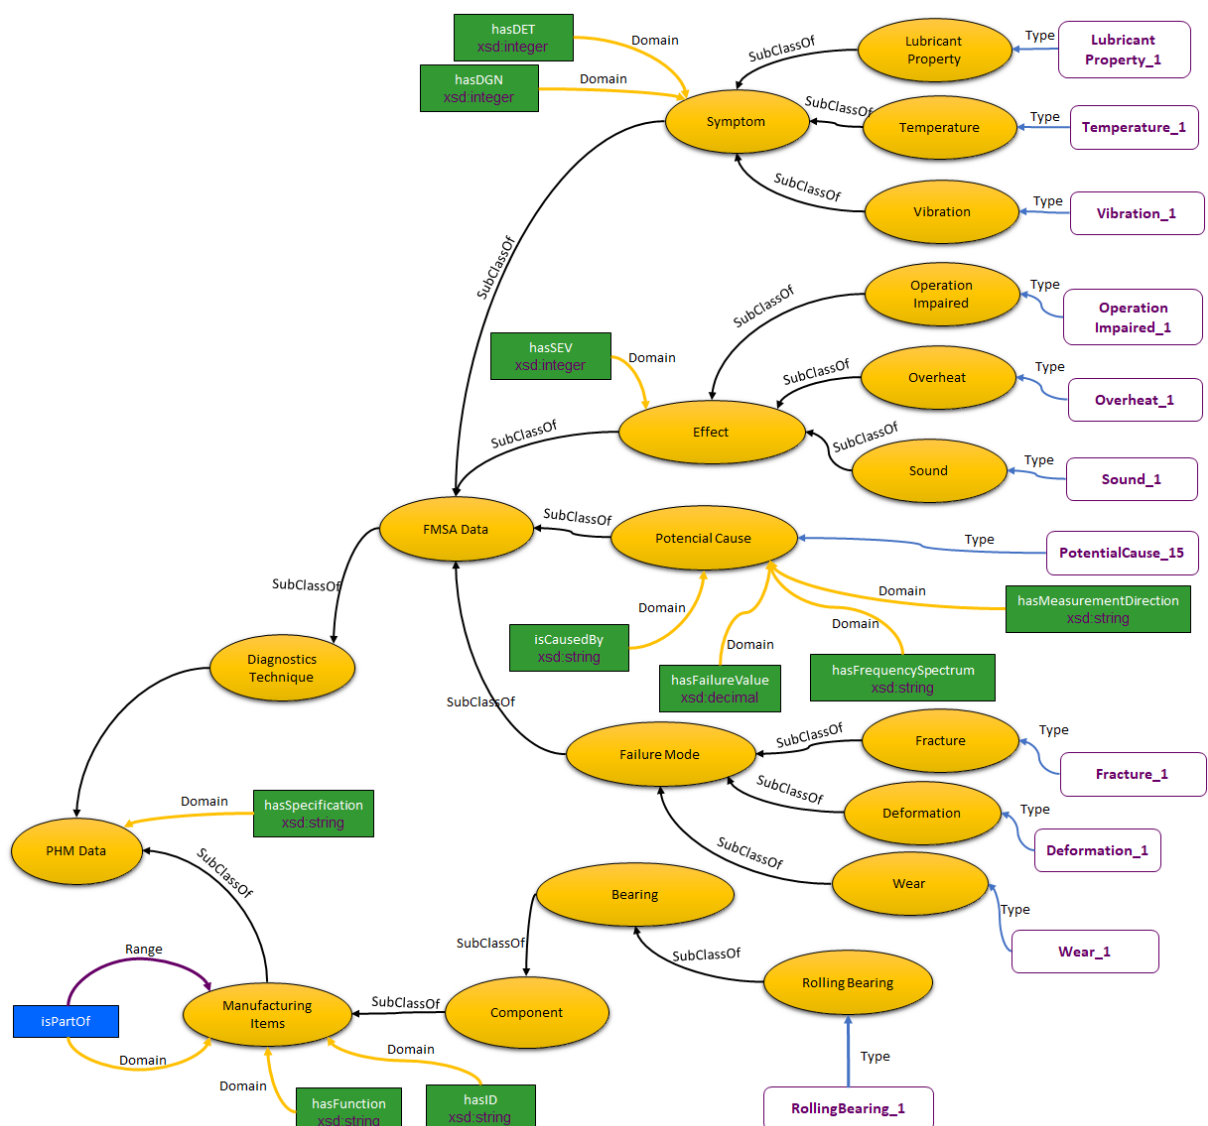 hasDET
xsd:integer
Domain
hasDGN
xsd:integer
Domain
SubClassOf
Lubricant
Property
Type
Lubricant
Property_1
Symptom
SubClassOf
Temperature
Type
Temperature_1
SubClassOf
Vibration
Type
Vibration_1
SubClassOf
SubClassOf
Operation
Impaired
Type
Operation
Impaired_1
hasSEV
xsd:integer
Domain
SubClassOf
Overheat
Type
Overheat_1
SubClassOf
Effect
SubClassOf
Sound
Type
Sound_1
FMSA Data
SubClassOf
Potencial Cause
Type
PotentialCause_15
SubClassOf
Domain
Domain
hasMeasurementDirection
xsd:string
isCausedBy
xsd:string
Domain
Domain
Diagnostics
Technique
hasFailureValue
xsd:decimal
hasFrequencySpectrum
xsd:string
SubClassOf
Failure Mode
SubClassOf
Fracture
Type
Fracture_1
SubClassOf
Deformation
Type
Deformation_1
Domain
hasSpecification
xsd:string
PHM Data
SubClassOf
SubClassOf
Wear
Type
Wear_1
Bearing
SubClassOf
SubClassOf
Rolling Bearing
Range
isPartOf
Domain
Manufacturing
Items
SubClassOf
Component
Domain
Domain
hasFunction
xsd:string
hasID
xsd:string
Type
RollingBearing_1